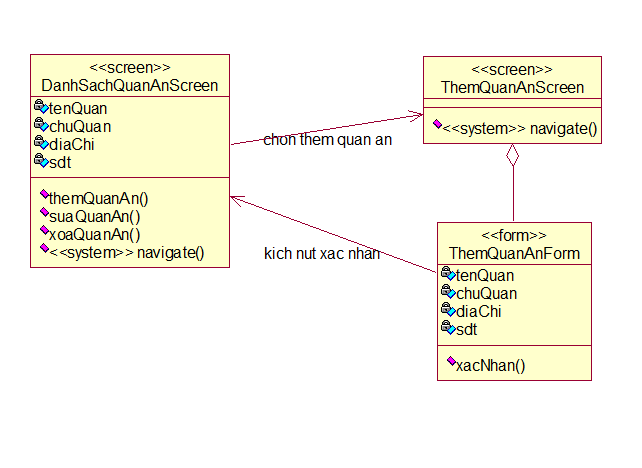 <<screen>>
DanhSachQuanAnScreen
tenQuan
chuQuan
diaChi
sdt
themQuanAn()
suaQuanAn()
xoaQuanAn()
<<system>> navigate()
chon them quan an
kich nut xac nhan
<<screen>>
ThemQuanAnScreen
<<system>> navigate()
<<form>>
ThemQuanAnForm
tenQuan
chuQuan
diaChi
sdt
xacNhan()